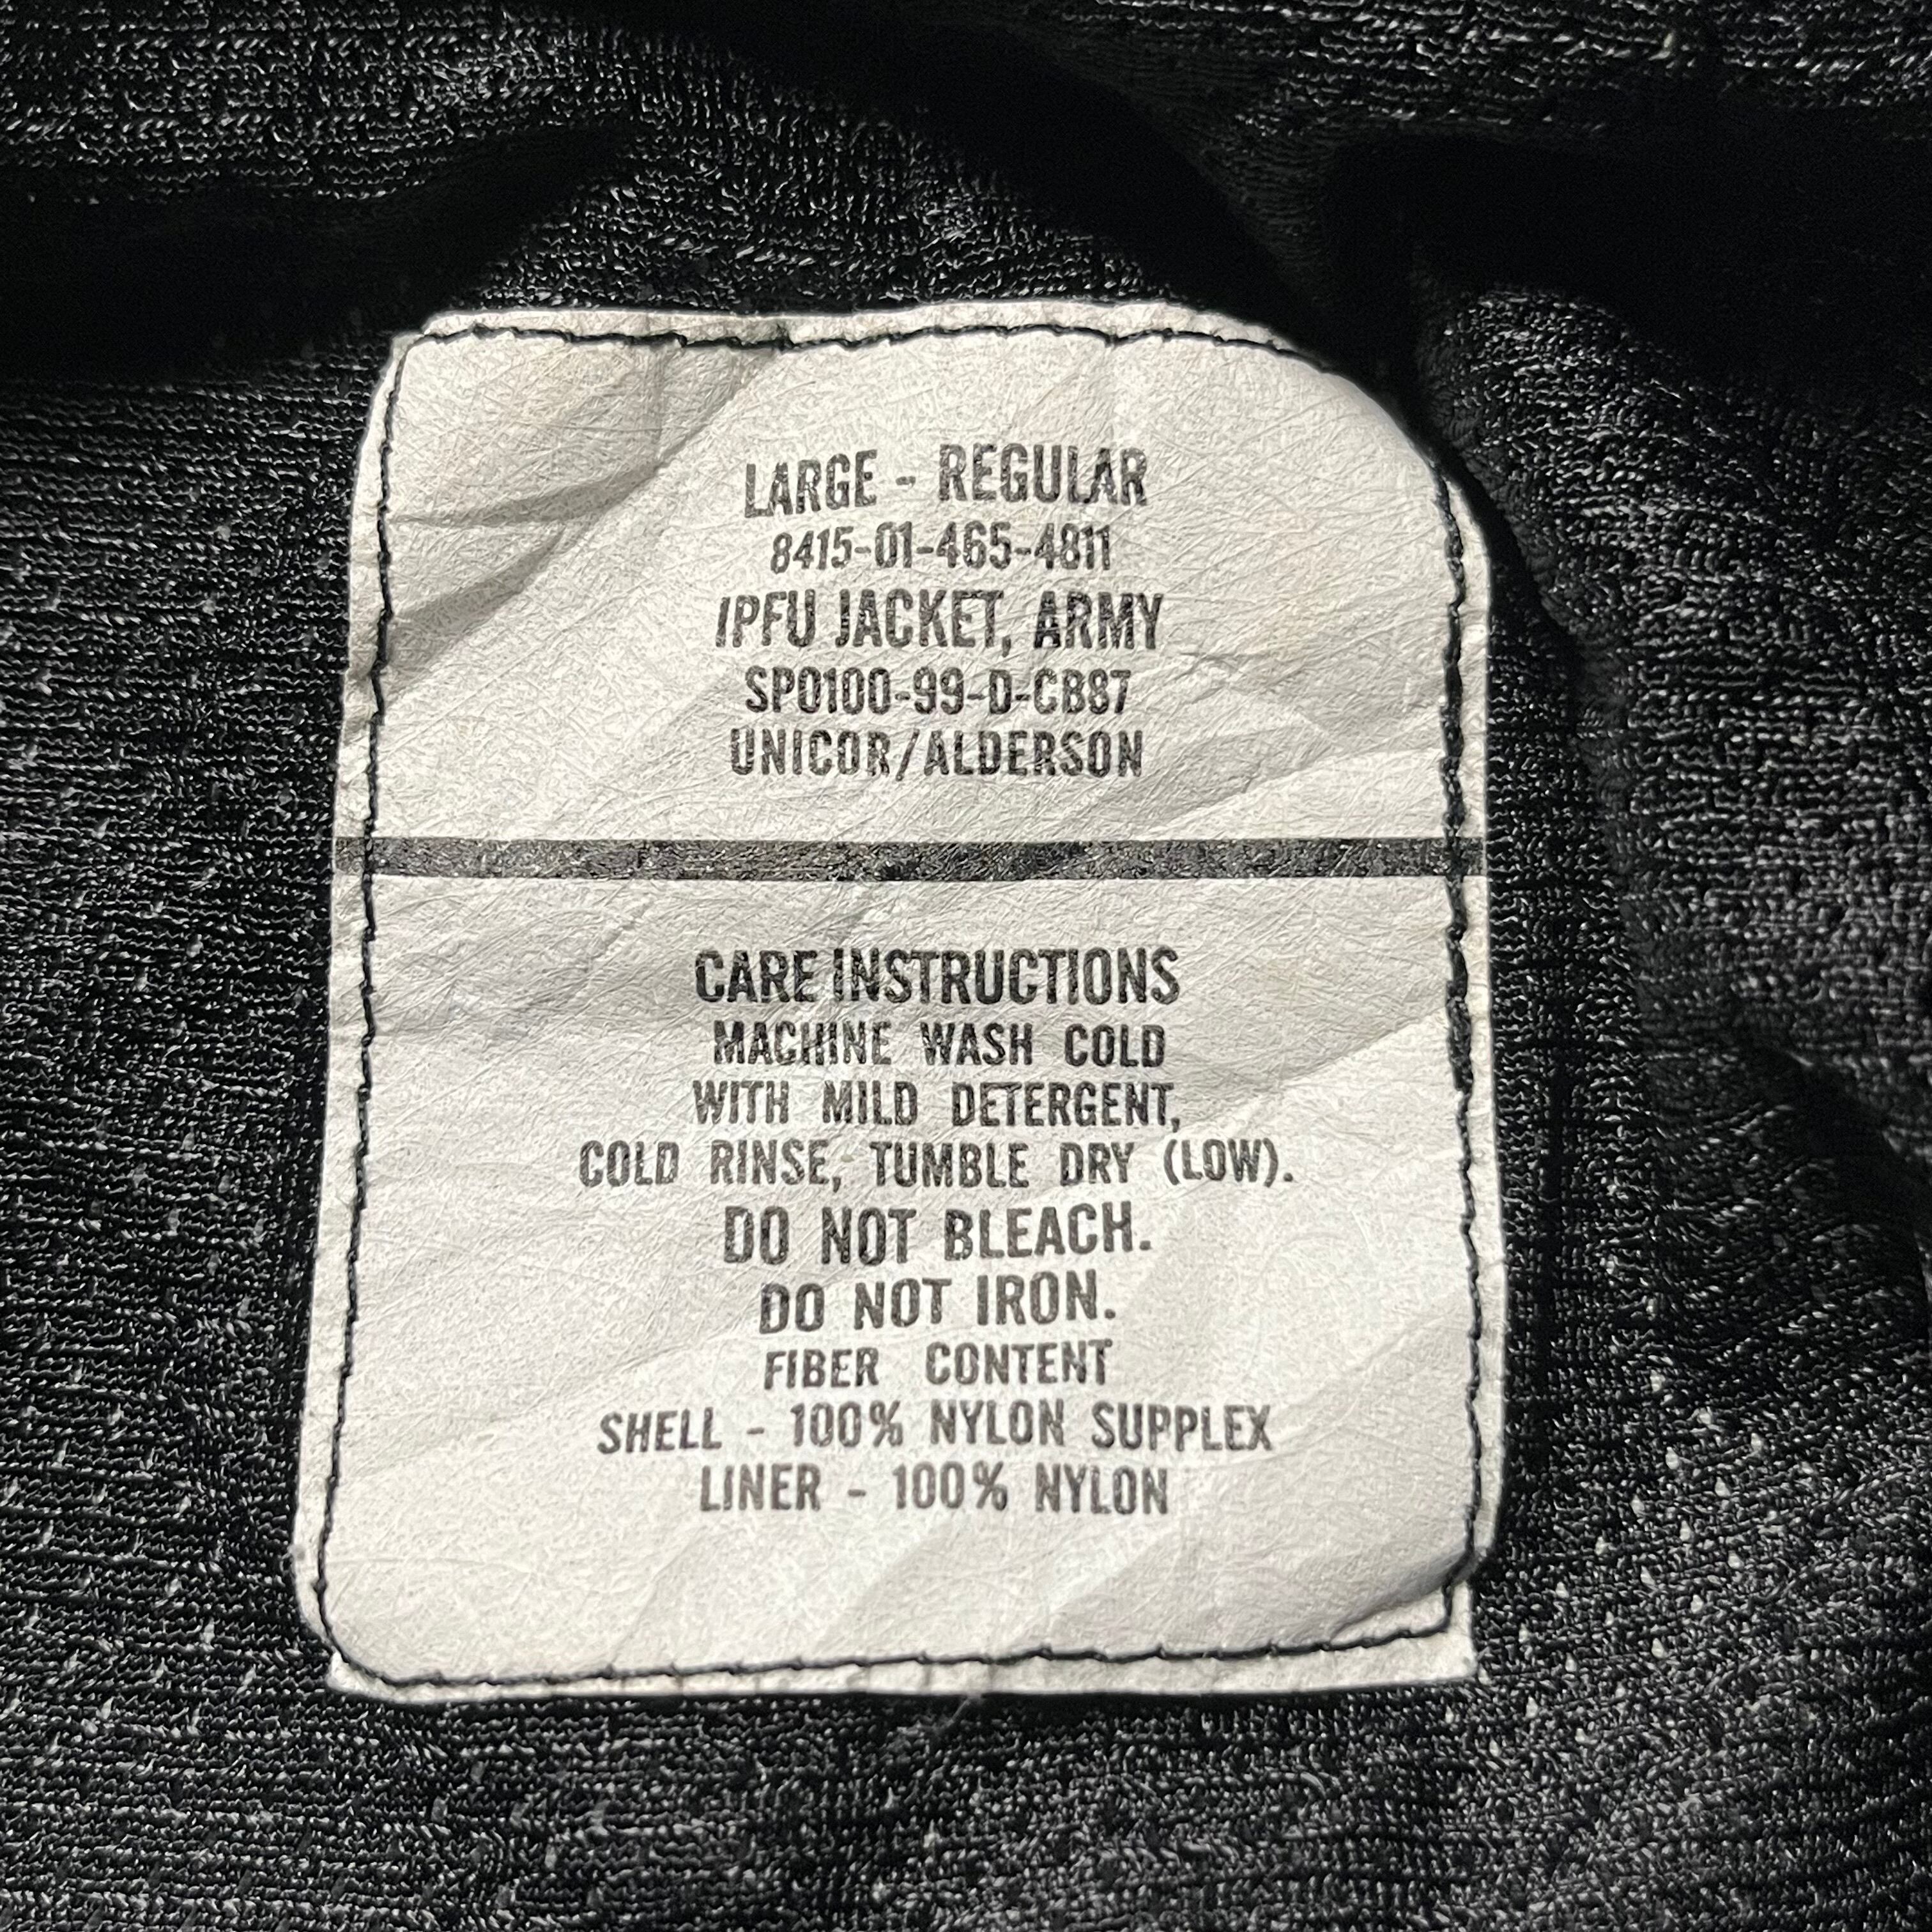 LARGE - REGULAR
8415-01-465-4811
IPFU JACKET, ARMY
SP0100-99-D-CB87
UNICOR/ALDERSON
CARE INSTRUCTIONS
MACHINE WASH COLD
WITH MILD DETERGENT,
COLD RINSE, TUMBLE DRY (LOW).
DO NOT BLEACH.
DO NOT IRON.
FIBER CONTENT
SHELL - 100% NYLON SUPPLEX
LINER - 100% NYLON